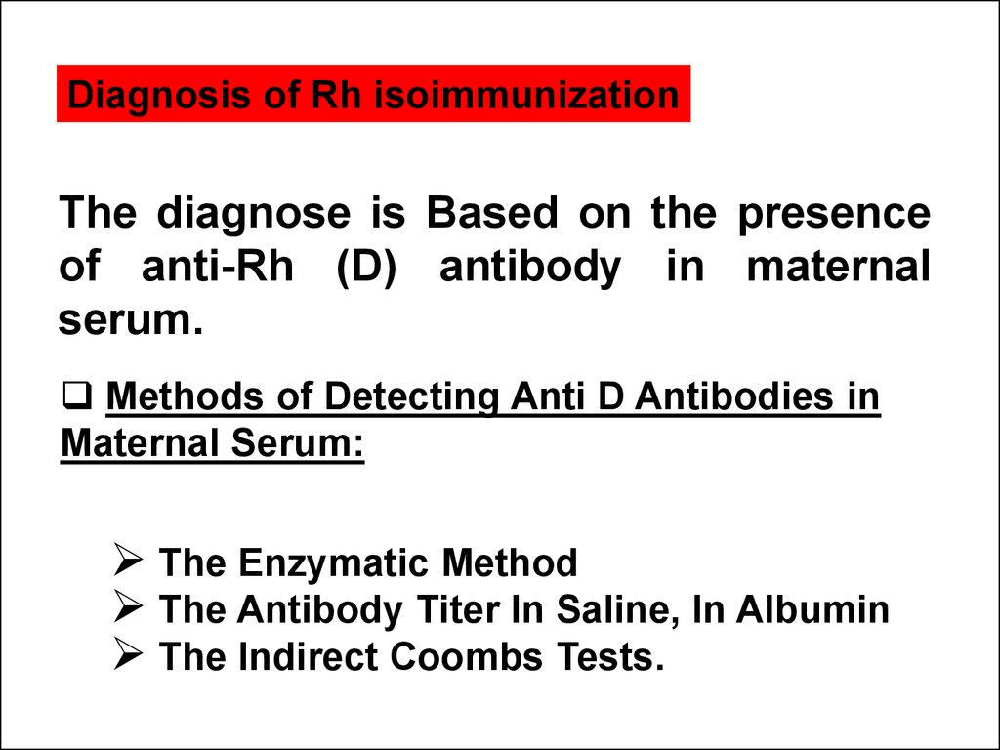 Diagnosis of Rh isoimmunization
The diagnose is Based on the presence
of anti-Rh (D) antibody in maternal
serum.
❑ Methods of Detecting Anti D Antibodies in
Maternal Serum:
➢ The Enzymatic Method
➢ The Antibody Titer In Saline, In Albumin
➢ The Indirect Coombs Tests.